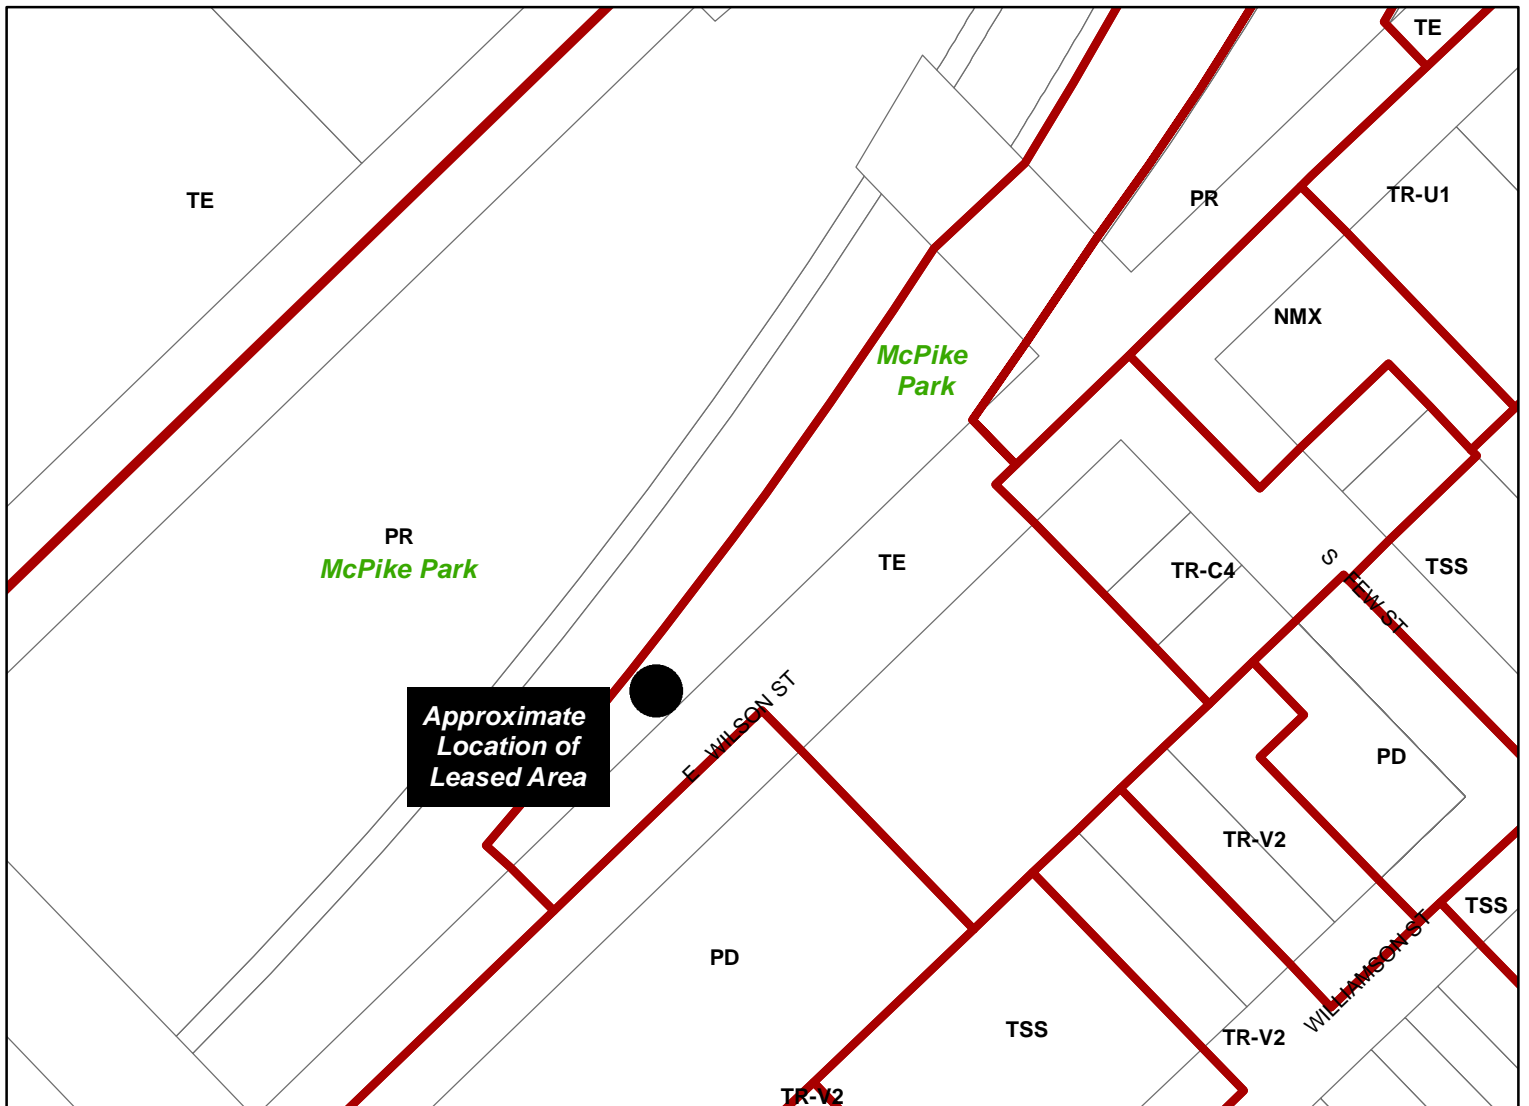 TE
TE
PR
TR-U1
NMX
McPike
Park
PR
McPike Park
TE
TR-C4
S FEW ST
TSS
Approximate
Location of
Leased Area
E WILSON ST
PD
TR-V2
TSS
WILLIAMSON ST
PD
TSS
TR-V2
TR-V2